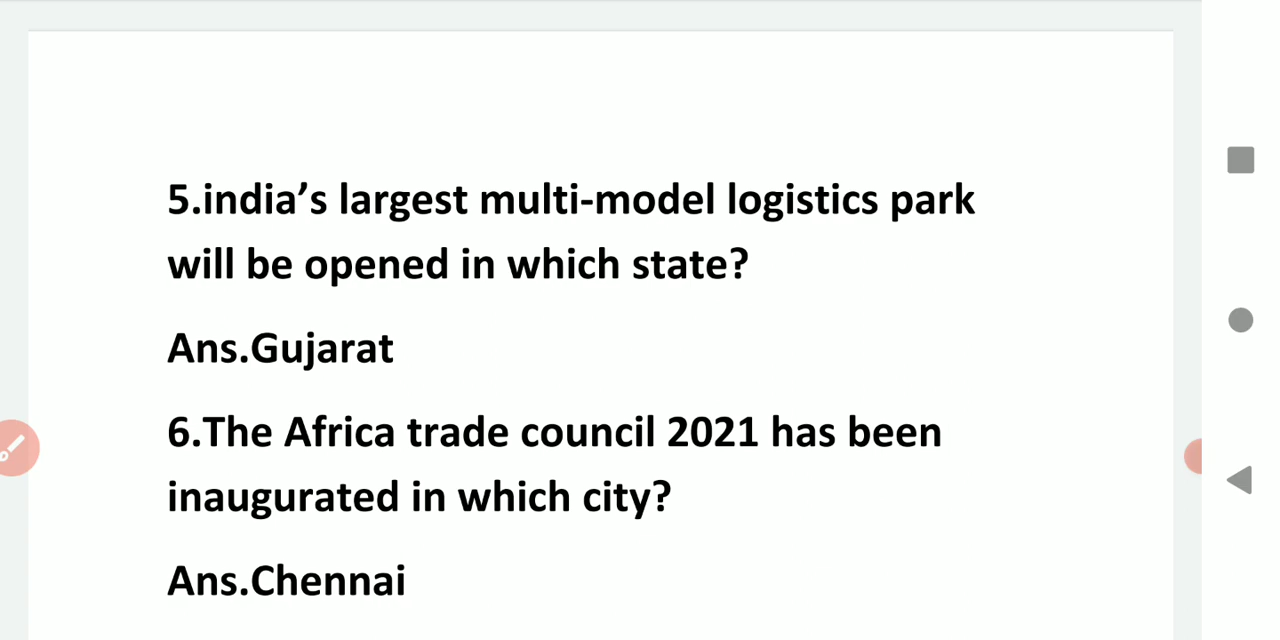 5.india’s largest multi-model logistics park
will be opened in which state?
Ans.Gujarat
6.The Africa trade council 2021 has been
inaugurated in which city?
Ans.Chennai